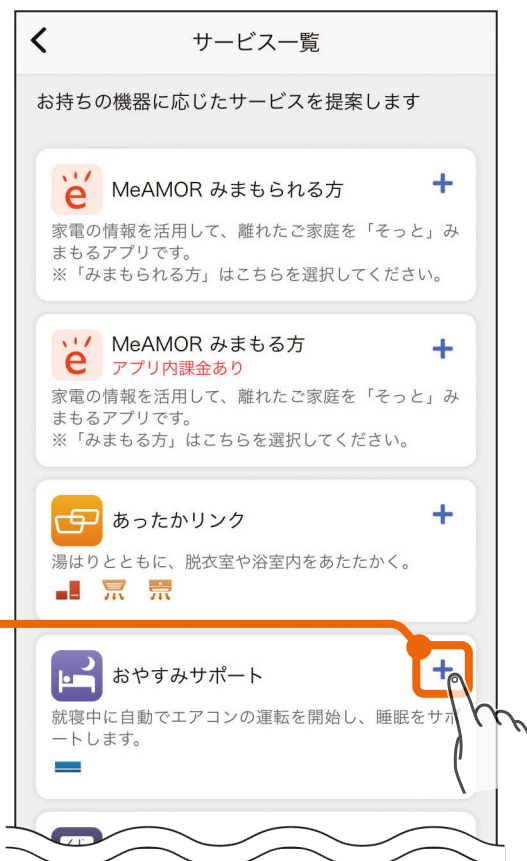 サービス一覧
お持ちの機器に応じたサービスを提案します
MeAMOR みまもられる方
家電の情報を活用して、離れたご家庭を「そっと」み
まもるアプリです。
※「みまもられる方」はこちらを選択してください。
MeAMOR みまもる方
アプリ内課金あり
家電の情報を活用して、離れたご家庭を「そっと」み
まもるアプリです。
※「みまもる方」はこちらを選択してください。
あったかリンク
湯はりとともに、脱衣室や浴室内をあたたかく。
おやすみサポート
就寝中に自動でエアコンの運転を開始し、睡眠をサポ
ートします。